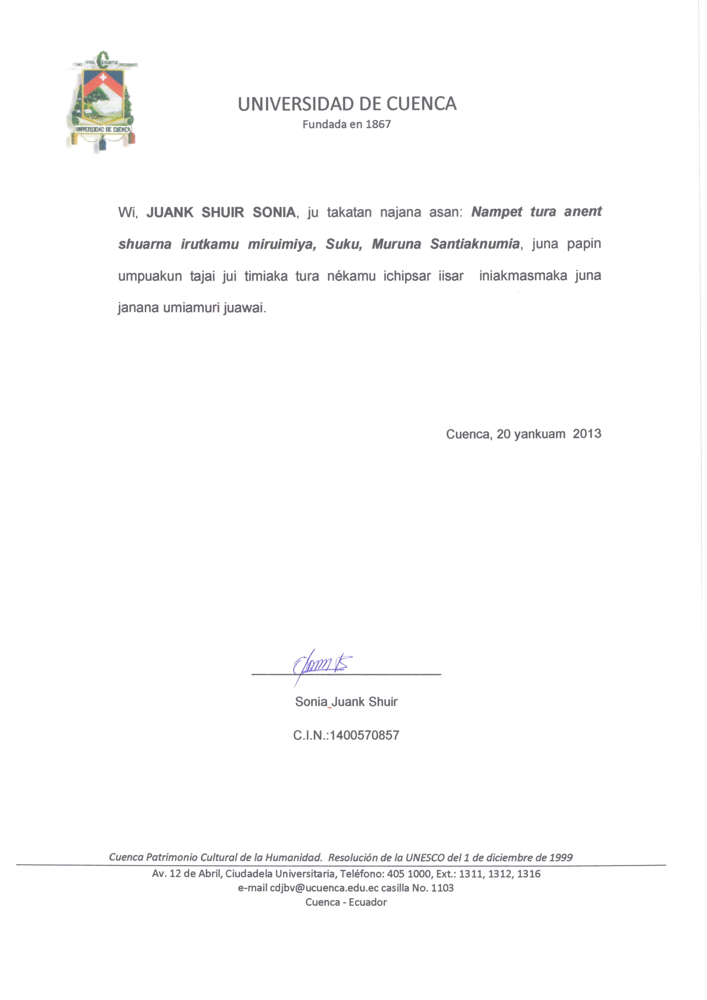 FONS VITAE ERUDITIO POSSIDENTIS
UNIVERSIDAD DE CUENCA
UNIVERSIDAD DE CUENCA
Fundada en 1867
Wi, JUANK SHUIR SONIA, ju takatan najana asan: Nampet tura anent
shuarna irutkamu miruimiya, Suku, Muruna Santiaknumia, juna papin
umpuakun tajai jui timiaka tura nékamu ichipsar iisar iniakmasmaka juna
janana umiamuri juawai.
Cuenca, 20 yankuam 2013
Sonia Juank Shuir
C.I.N.:1400570857
Cuenca Patrimonio Cultural de la Humanidad. Resolución de la UNESCO del 1 de diciembre de 1999
Av. 12 de Abril, Ciudadela Universitaria, Teléfono: 405 1000, Ext.: 1311, 1312, 1316
e-mail cdjbv@ucuenca.edu.ec casilla No. 1103
Cuenca - Ecuador